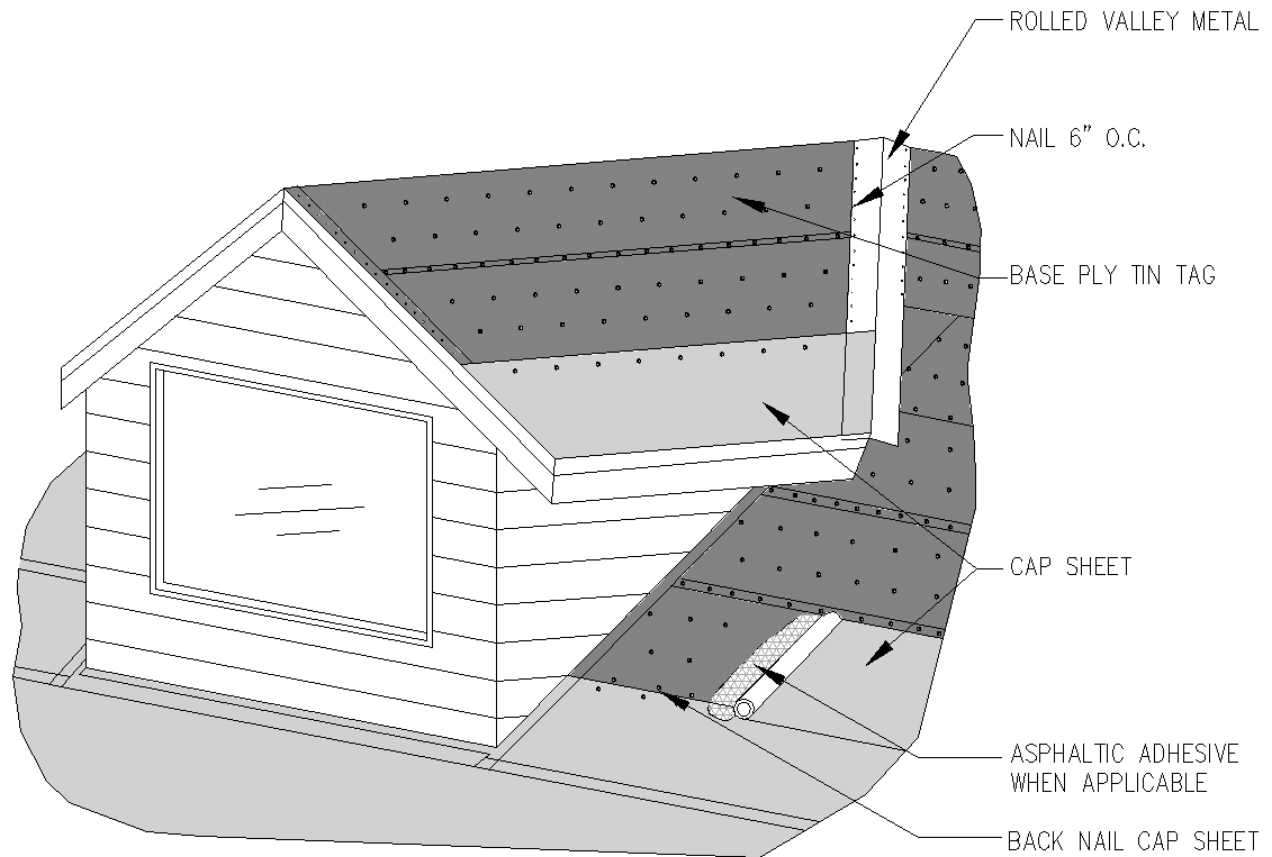 ROLLED VALLEY METAL
NAIL 6" O.C.
BASE PLY TIN TAG
CAP SHEET
ASPHALTIC ADHESIVE
WHEN APPLICABLE
BACK NAIL CAP SHEET